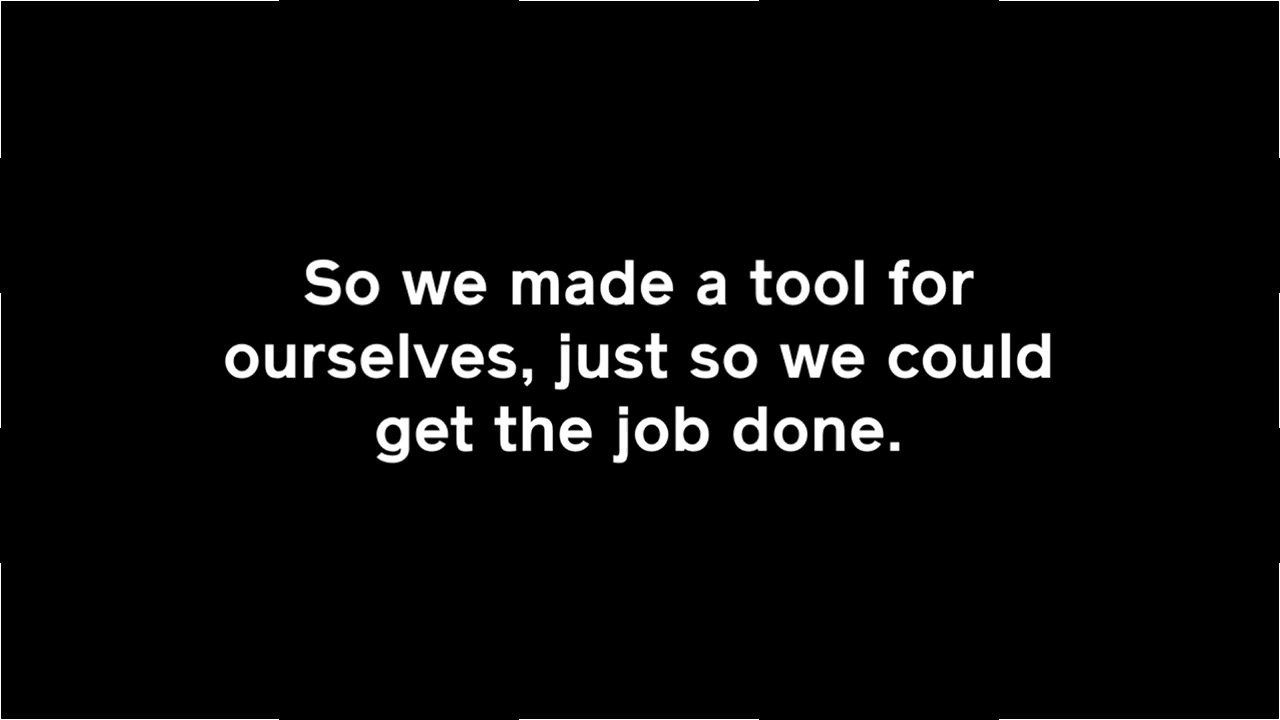 So we made a tool for
ourselves, just so we could
get the job done.